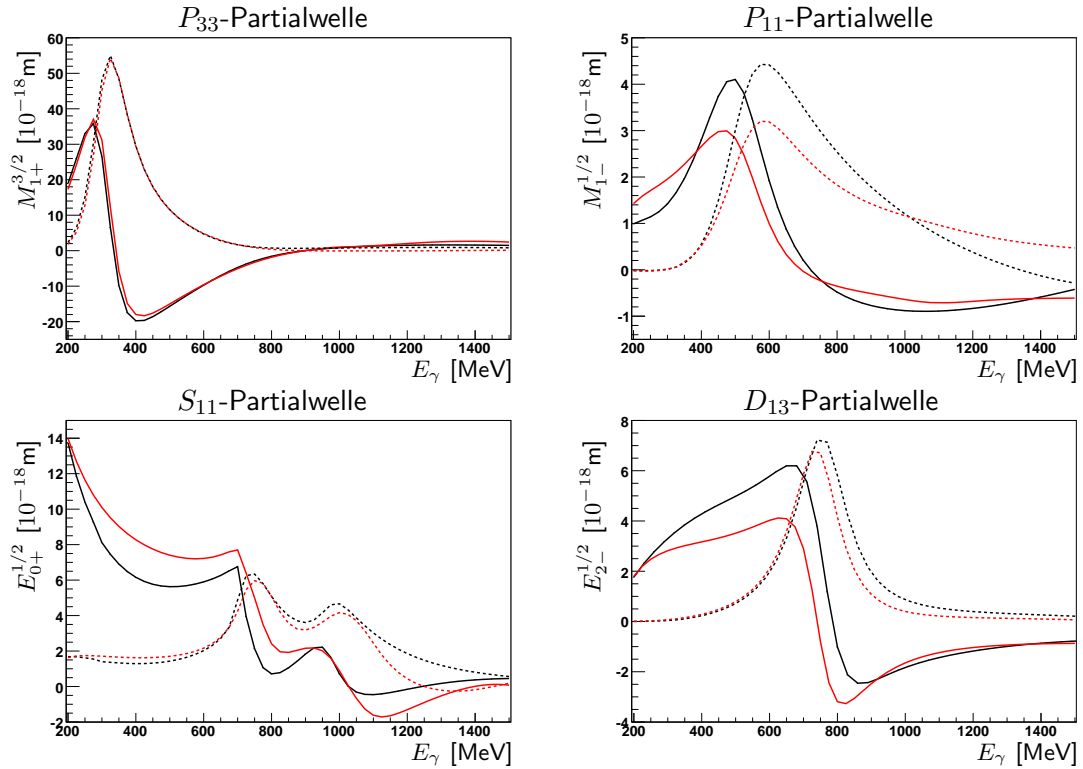 P₃₃-Partialwelle
M₁₊^{3/2} [10⁻¹⁸m]
60
50
40
30
20
10
0
-10
-20
200 400 600 800 1000 1200 1400
E_γ [MeV]
P₁₁-Partialwelle
M₁₋^{1/2} [10⁻¹⁸m]
5
4
3
2
1
0
-1
200 400 600 800 1000 1200 1400
E_γ [MeV]
S₁₁-Partialwelle
E₀₊^{1/2} [10⁻¹⁸m]
14
12
10
8
6
4
2
0
-2
200 400 600 800 1000 1200 1400
E_γ [MeV]
D₁₃-Partialwelle
E₂₋^{1/2} [10⁻¹⁸m]
8
6
4
2
0
-2
-4
200 400 600 800 1000 1200 1400
E_γ [MeV]